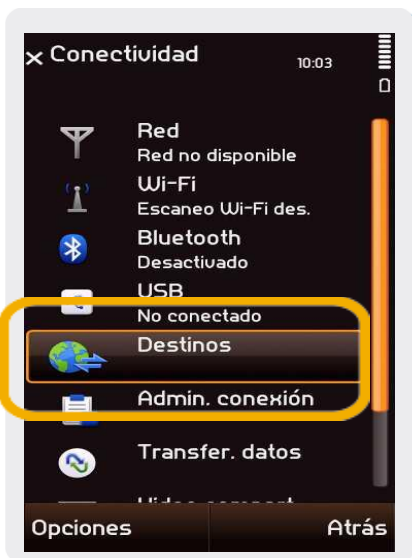 Conectividad
10:03
Red
Red no disponible
Wi-Fi
Escaneo Wi-Fi des.
Bluetooth
Desactivado
USB
No conectado
Destinos
Admin. conexión
Transfer. datos
Opciones
Atrás